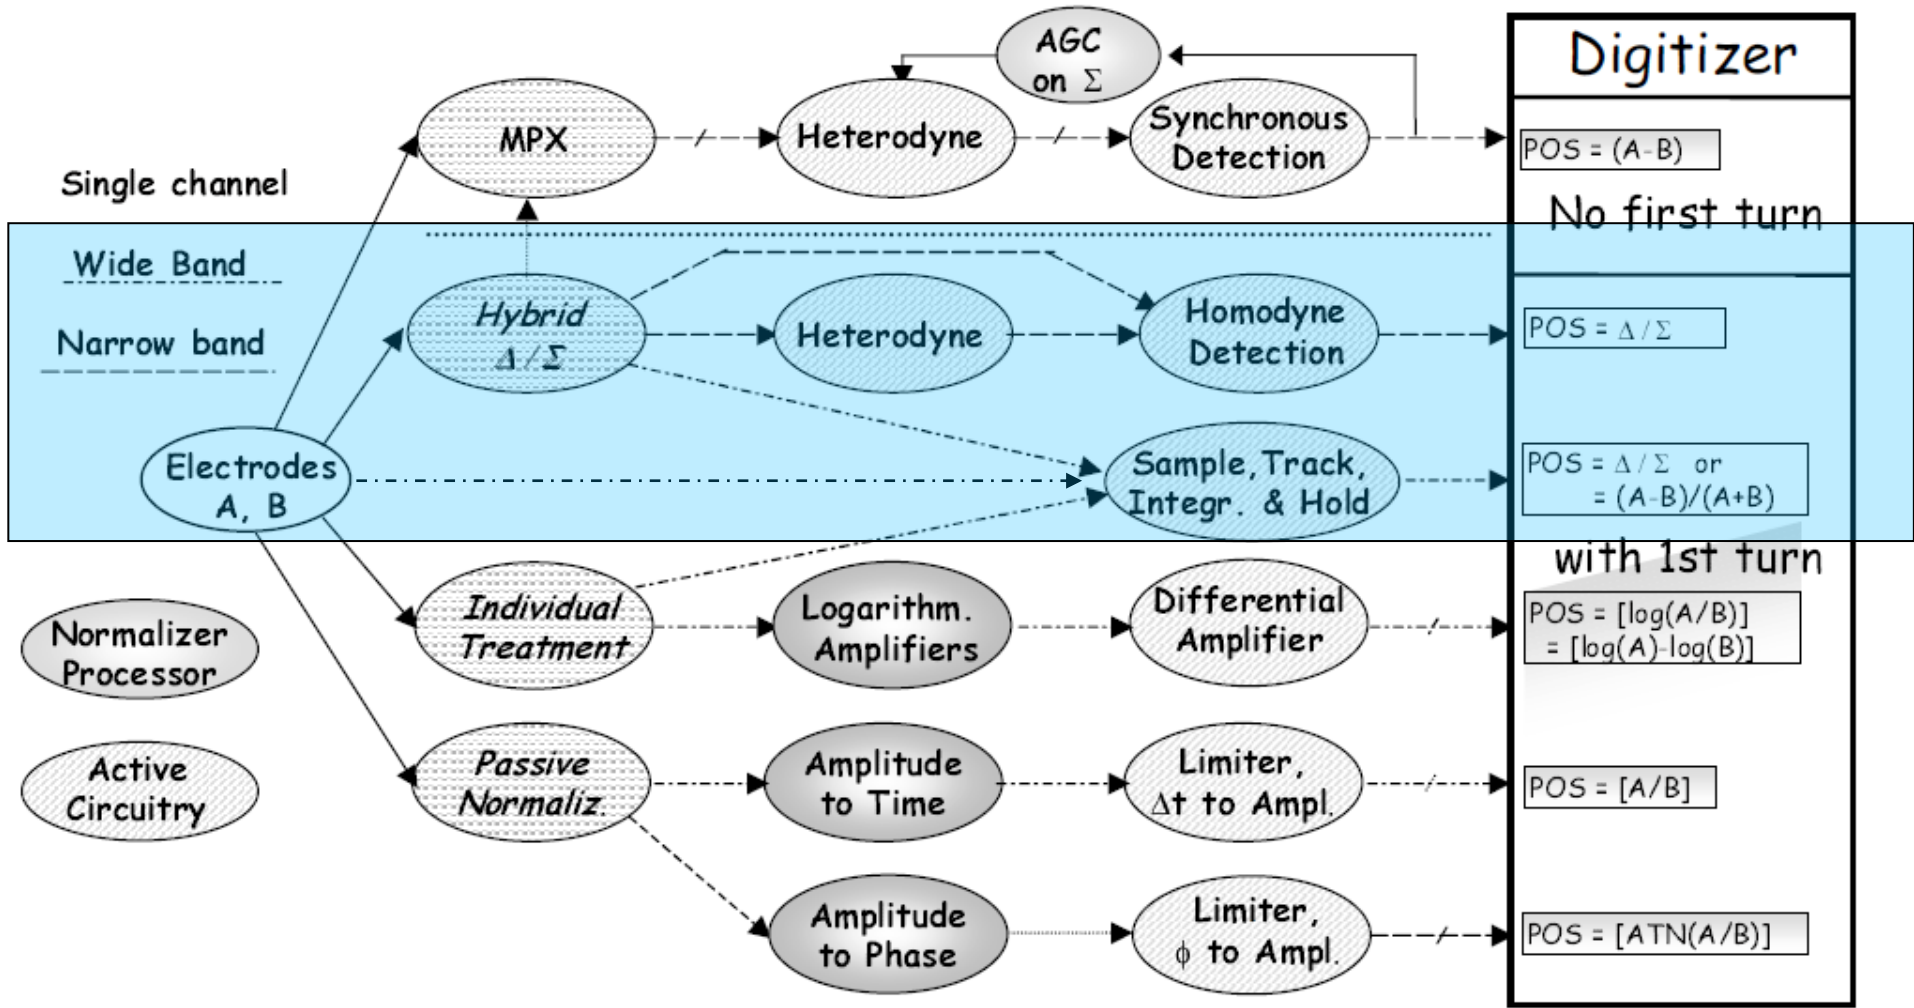 AGC
on Σ
Digitizer
MPX
Heterodyne
Synchronous
Detection
POS = (A-B)
Single channel
No first turn
Wide Band
Hybrid
Δ / Σ
Heterodyne
Homodyne
Detection
POS = Δ / Σ
Narrow band
Electrodes
A, B
Sample, Track,
Integr. & Hold
POS = Δ / Σ or
= (A-B)/(A+B)
with 1st turn
Individual
Treatment
Logarithm.
Amplifiers
Differential
Amplifier
POS = [log(A/B)]
= [log(A)-log(B)]
Normalizer
Processor
Passive
Normaliz.
Amplitude
to Time
Limiter,
Δt to Ampl.
POS = [A/B]
Active
Circuitry
Amplitude
to Phase
Limiter,
ϕ to Ampl.
POS = [ATN(A/B)]